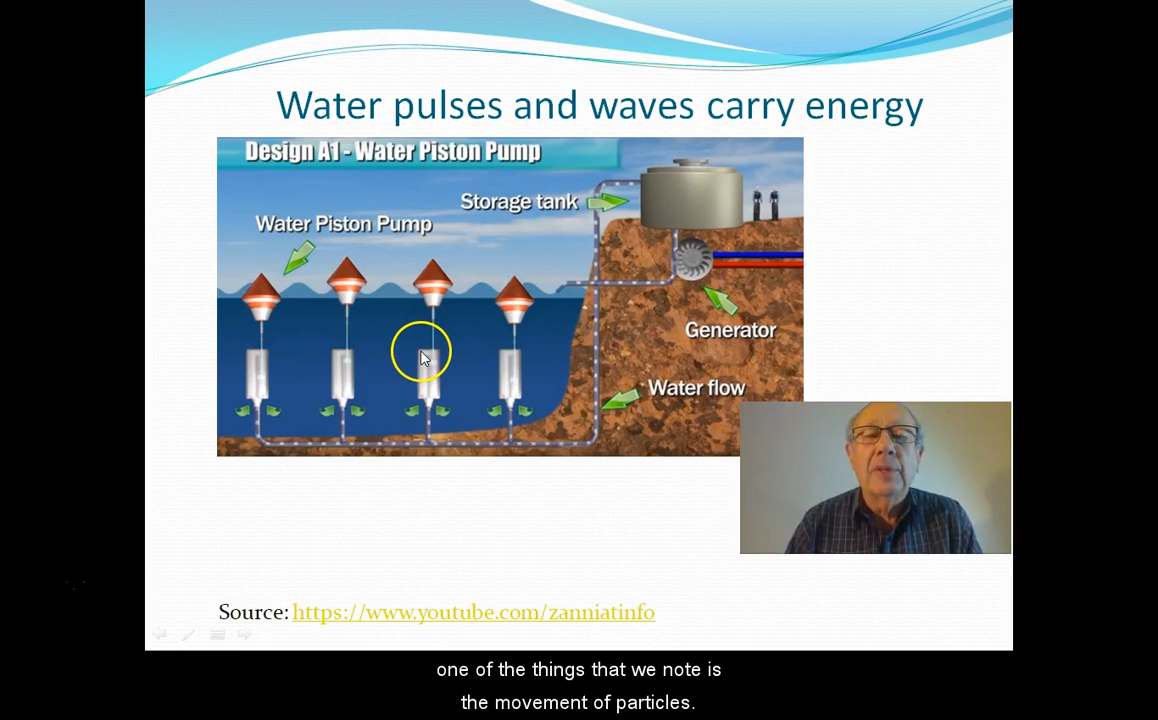 Water pulses and waves carry energy
Design A1 - Water Piston Pump
Storage tank
Water Piston Pump
Generator
Water flow
Source: https://www.youtube.com/zanniatinfo
one of the things that we note is
the movement of particles.